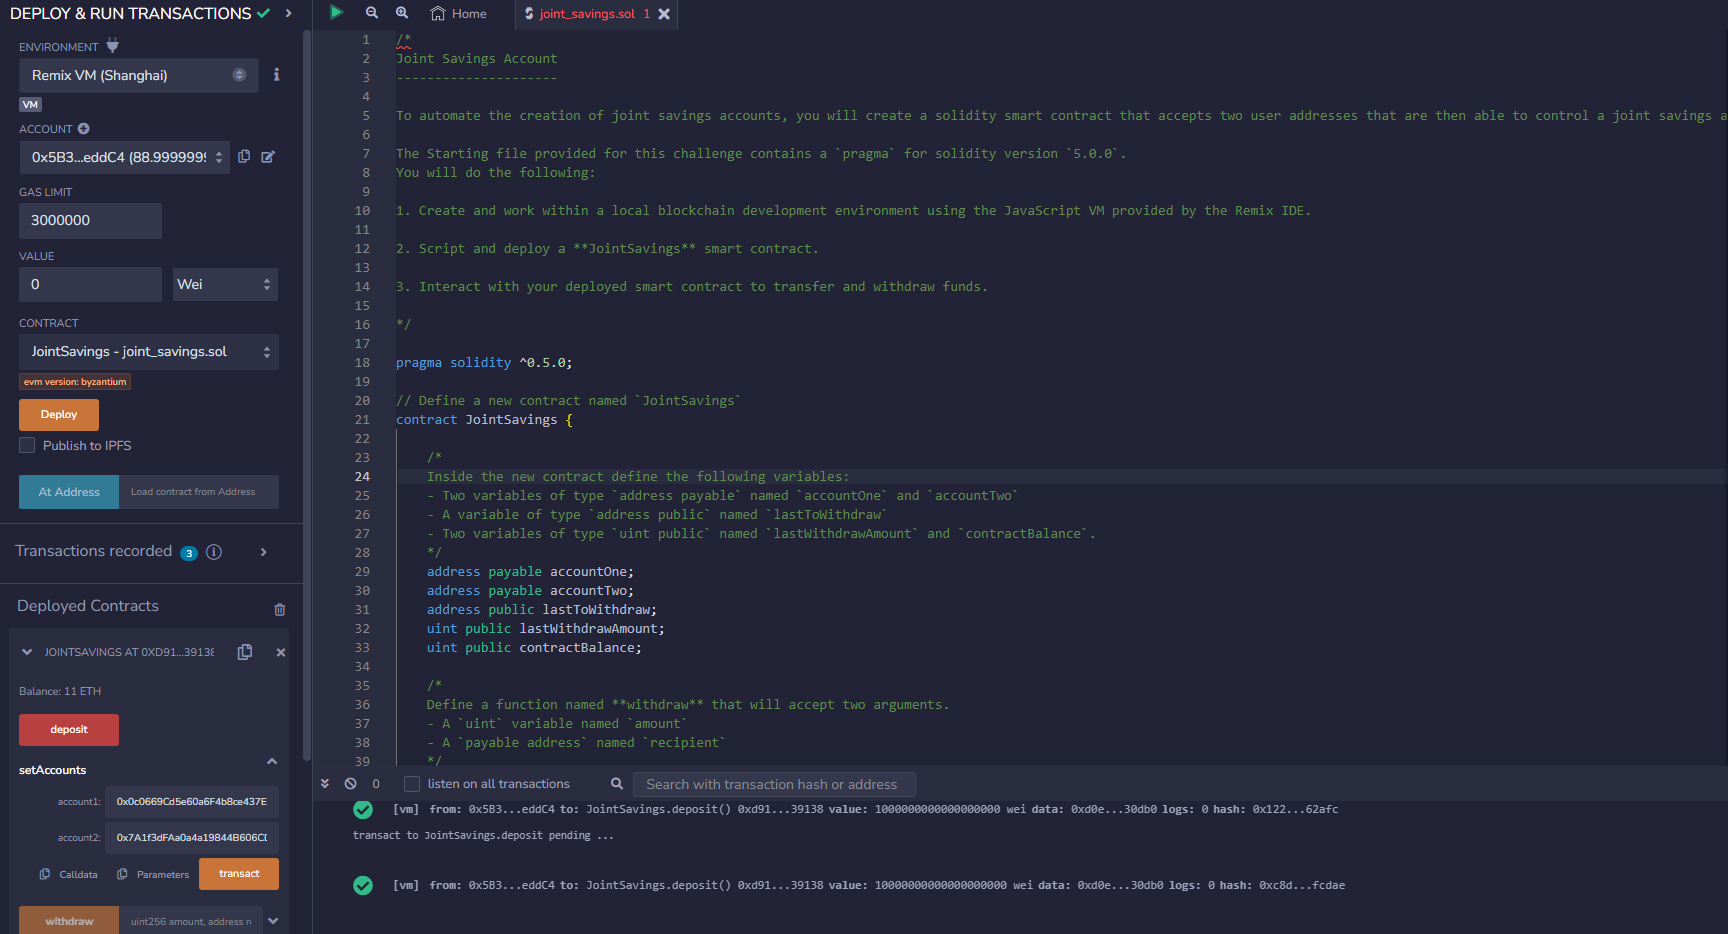 DEPLOY & RUN TRANSACTIONS
ENVIRONMENT
Remix VM (Shanghai)
VM
ACCOUNT
0x5B3...eddC4 (88.9999999
GAS LIMIT
3000000
VALUE
0
Wei
CONTRACT
JointSavings - joint_savings.sol
evm version: byzantium
Deploy
Publish to IPFS
At Address
Load contract from Address
Transactions recorded 3 i
Deployed Contracts
JOINTSAVINGS AT 0XD91...39138
Balance: 11 ETH
deposit
setAccounts
account1: 0x0c0669Cd5e60a6F4b8ce437E
account2: 0x7A1f3dFAa0a4a19844B606CD
Calldata
Parameters
transact
withdraw
uint256 amount, address r
Home
joint_savings.sol 1
1 /*
2 Joint Savings Account
3 ---------------------
4
5 To automate the creation of joint savings accounts, you will create a solidity smart contract that accepts two user addresses that are then able to control a joint savings a
6
7 The Starting file provided for this challenge contains a `pragma` for solidity version `5.0.0`.
8 You will do the following:
9
10 1. Create and work within a local blockchain development environment using the JavaScript VM provided by the Remix IDE.
11
12 2. Script and deploy a **JointSavings** smart contract.
13
14 3. Interact with your deployed smart contract to transfer and withdraw funds.
15
16 */
17
18 pragma solidity ^0.5.0;
19
20 // Define a new contract named `JointSavings`
21 contract JointSavings {
22
23 /*
24 Inside the new contract define the following variables:
25 - Two variables of type `address payable` named `accountOne` and `accountTwo`
26 - A variable of type `address public` named `lastToWithdraw`
27 - Two variables of type `uint public` named `lastWithdrawAmount` and `contractBalance`.
28 */
29 address payable accountOne;
30 address payable accountTwo;
31 address public lastToWithdraw;
32 uint public lastWithdrawAmount;
33 uint public contractBalance;
34
35 /*
36 Define a function named **withdraw** that will accept two arguments.
37 - A `uint` variable named `amount`
38 - A `payable address` named `recipient`
39 */
0
listen on all transactions
Search with transaction hash or address
[vm] from: 0x5B3...eddC4 to: JointSavings.deposit() 0xd91...39138 value: 1000000000000000000 wei data: 0xd0e...30db0 logs: 0 hash: 0x122...62afc
transact to JointSavings.deposit pending ...
[vm] from: 0x5B3...eddC4 to: JointSavings.deposit() 0xd91...39138 value: 10000000000000000000 wei data: 0xd0e...30db0 logs: 0 hash: 0xc8d...fcdae